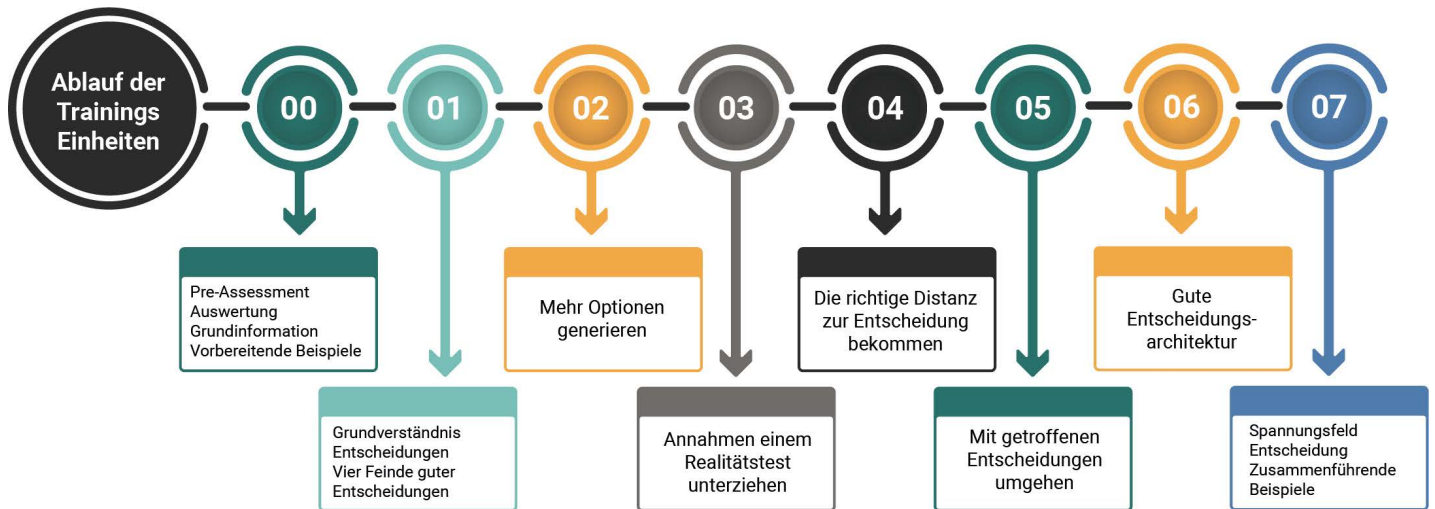 Ablauf der
Trainings
Einheiten
00
01
02
03
04
05
06
07
Pre-Assessment
Auswertung
Grundinformation
Vorbereitende Beispiele
Grundverständnis
Entscheidungen
Vier Feinde guter
Entscheidungen
Mehr Optionen
generieren
Annahmen einem
Realitätstest
unterziehen
Die richtige Distanz
zur Entscheidung
bekommen
Mit getroffenen
Entscheidungen
umgehen
Gute
Entscheidungs-
architektur
Spannungsfeld
Entscheidung
Zusammenführende
Beispiele